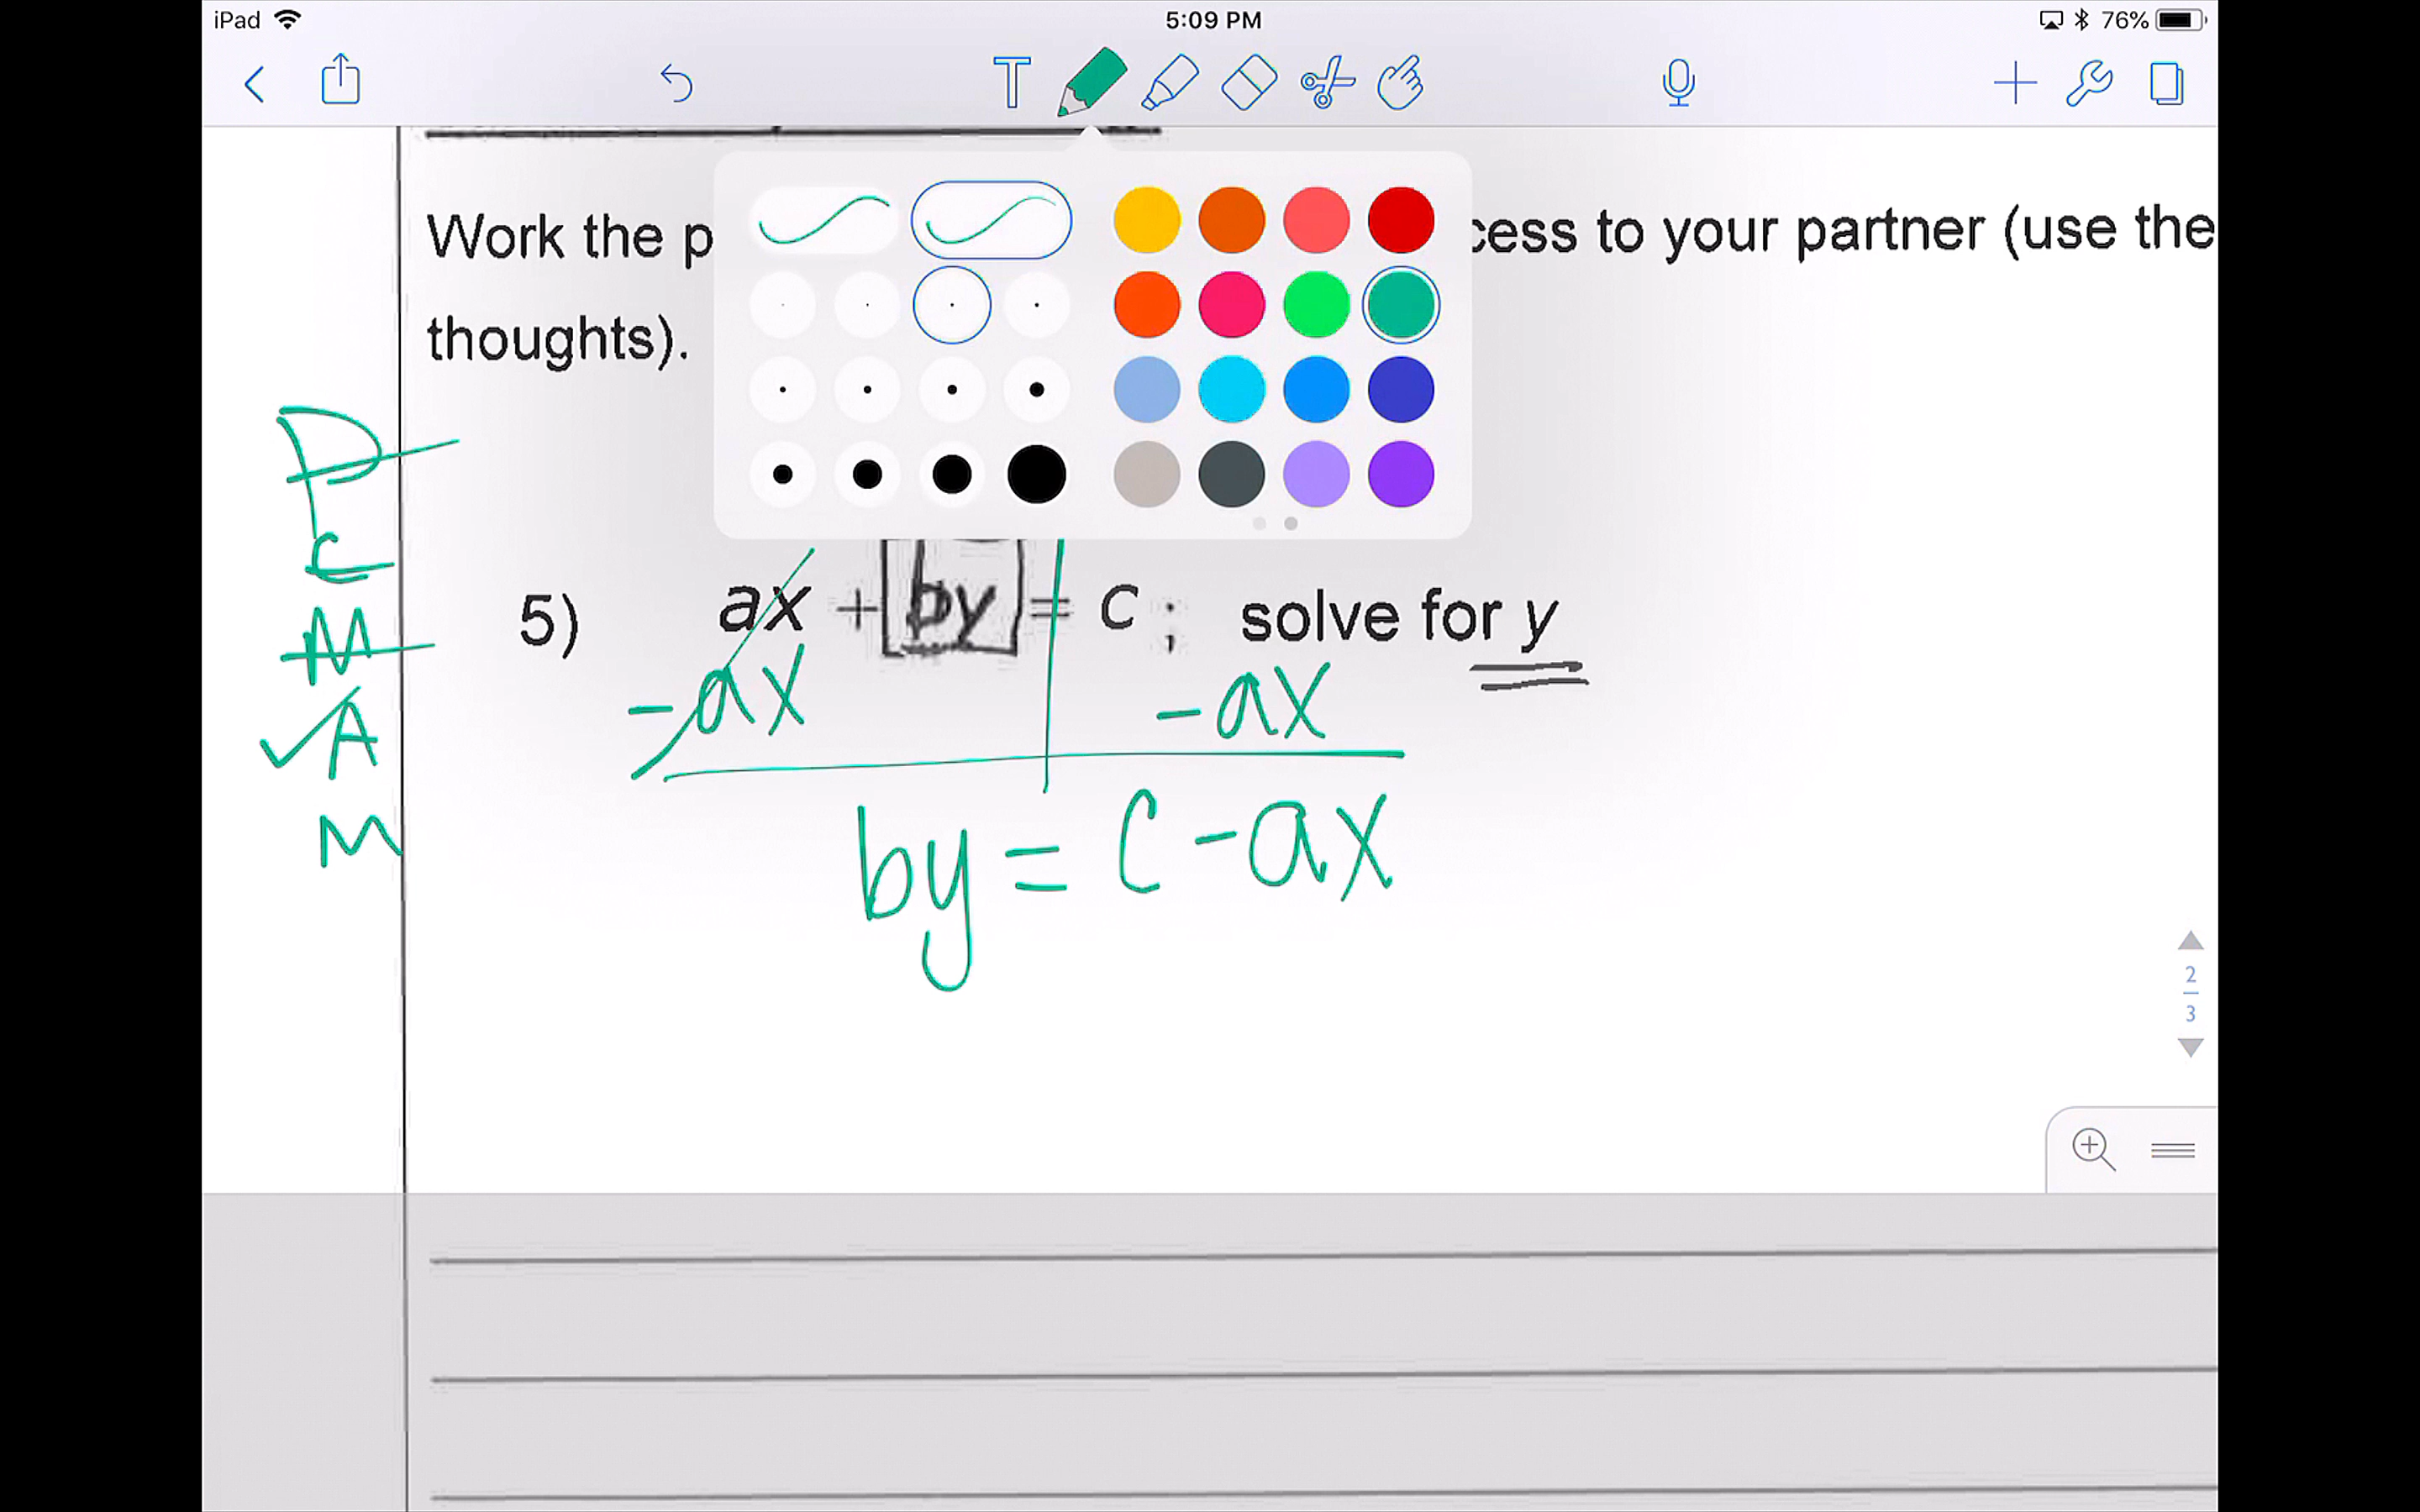 iPad 5:09 PM 76%
T
Work the p cess to your partner (use the
thoughts).
D
C
M
A
M
5) ax + by = c ; solve for y
-ax -ax
by = c - ax
2
3